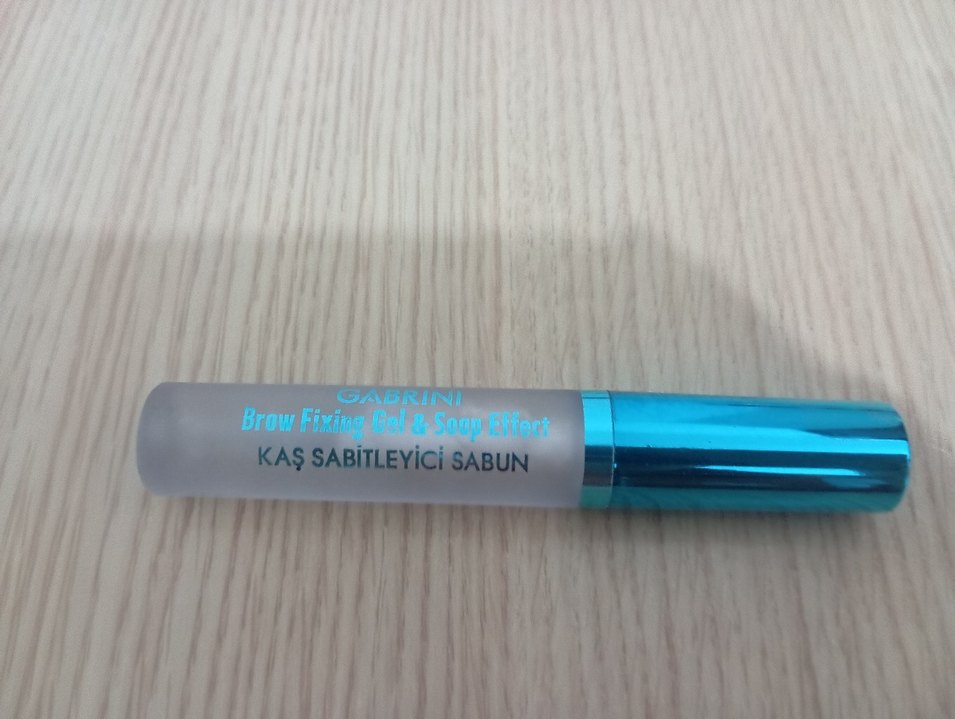 GABRINI
Brow Fixing Gel & Soap Effect
KAŞ SABİTLEYİCİ SABUN